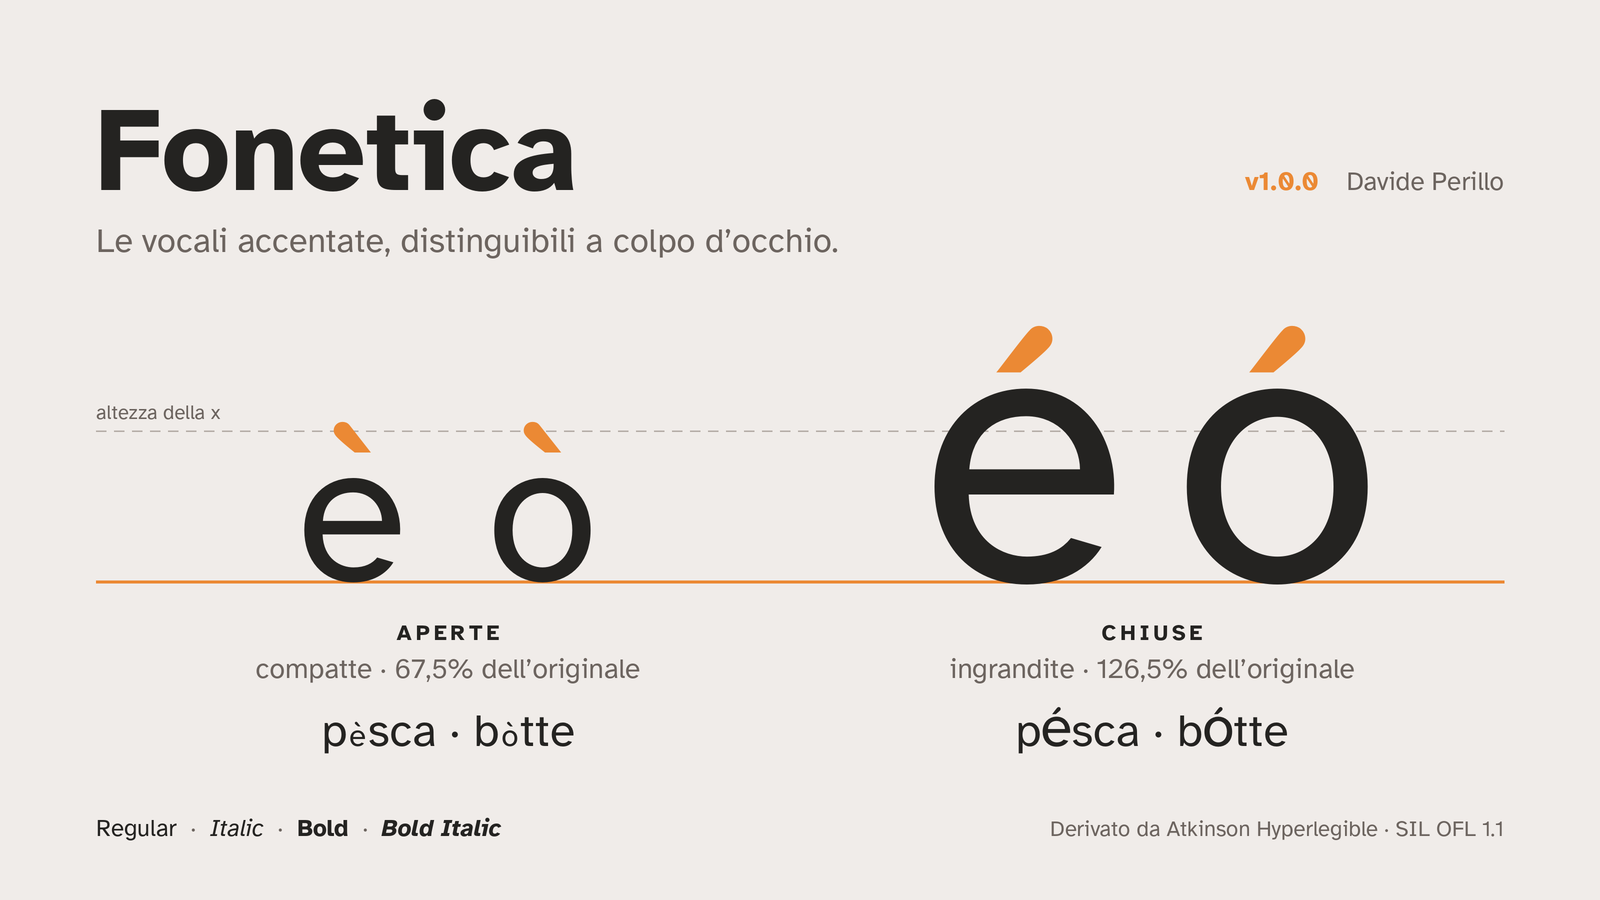 Fonetica
v1.0.0 Davide Perillo
Le vocali accentate, distinguibili a colpo d’occhio.
altezza della x
è ò
é ó
APERTE
compatte · 67,5% dell’originale
pèsca · bòtte
CHIUSE
ingrandite · 126,5% dell’originale
pésca · bótte
Regular · Italic · Bold · Bold Italic
Derivato da Atkinson Hyperlegible · SIL OFL 1.1